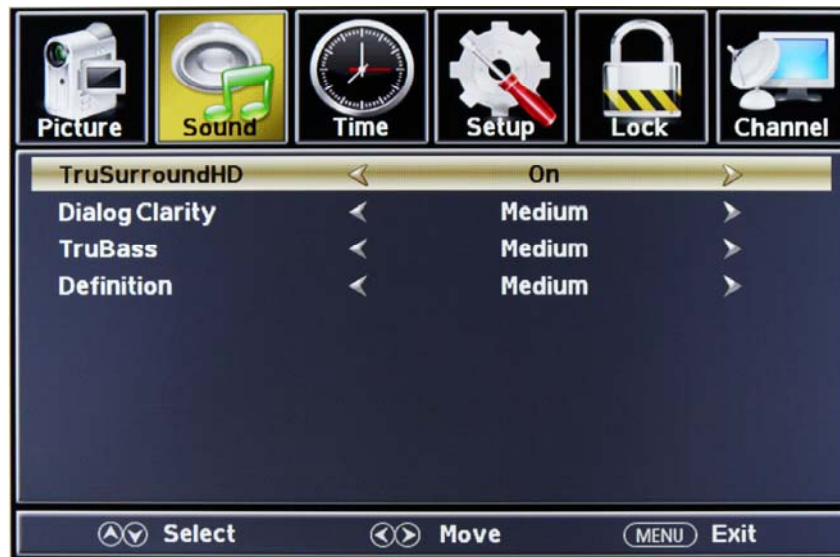 Picture Sound Time Setup Lock Channel
TruSurroundHD On
Dialog Clarity Medium
TruBass Medium
Definition Medium
Select Move MENU Exit